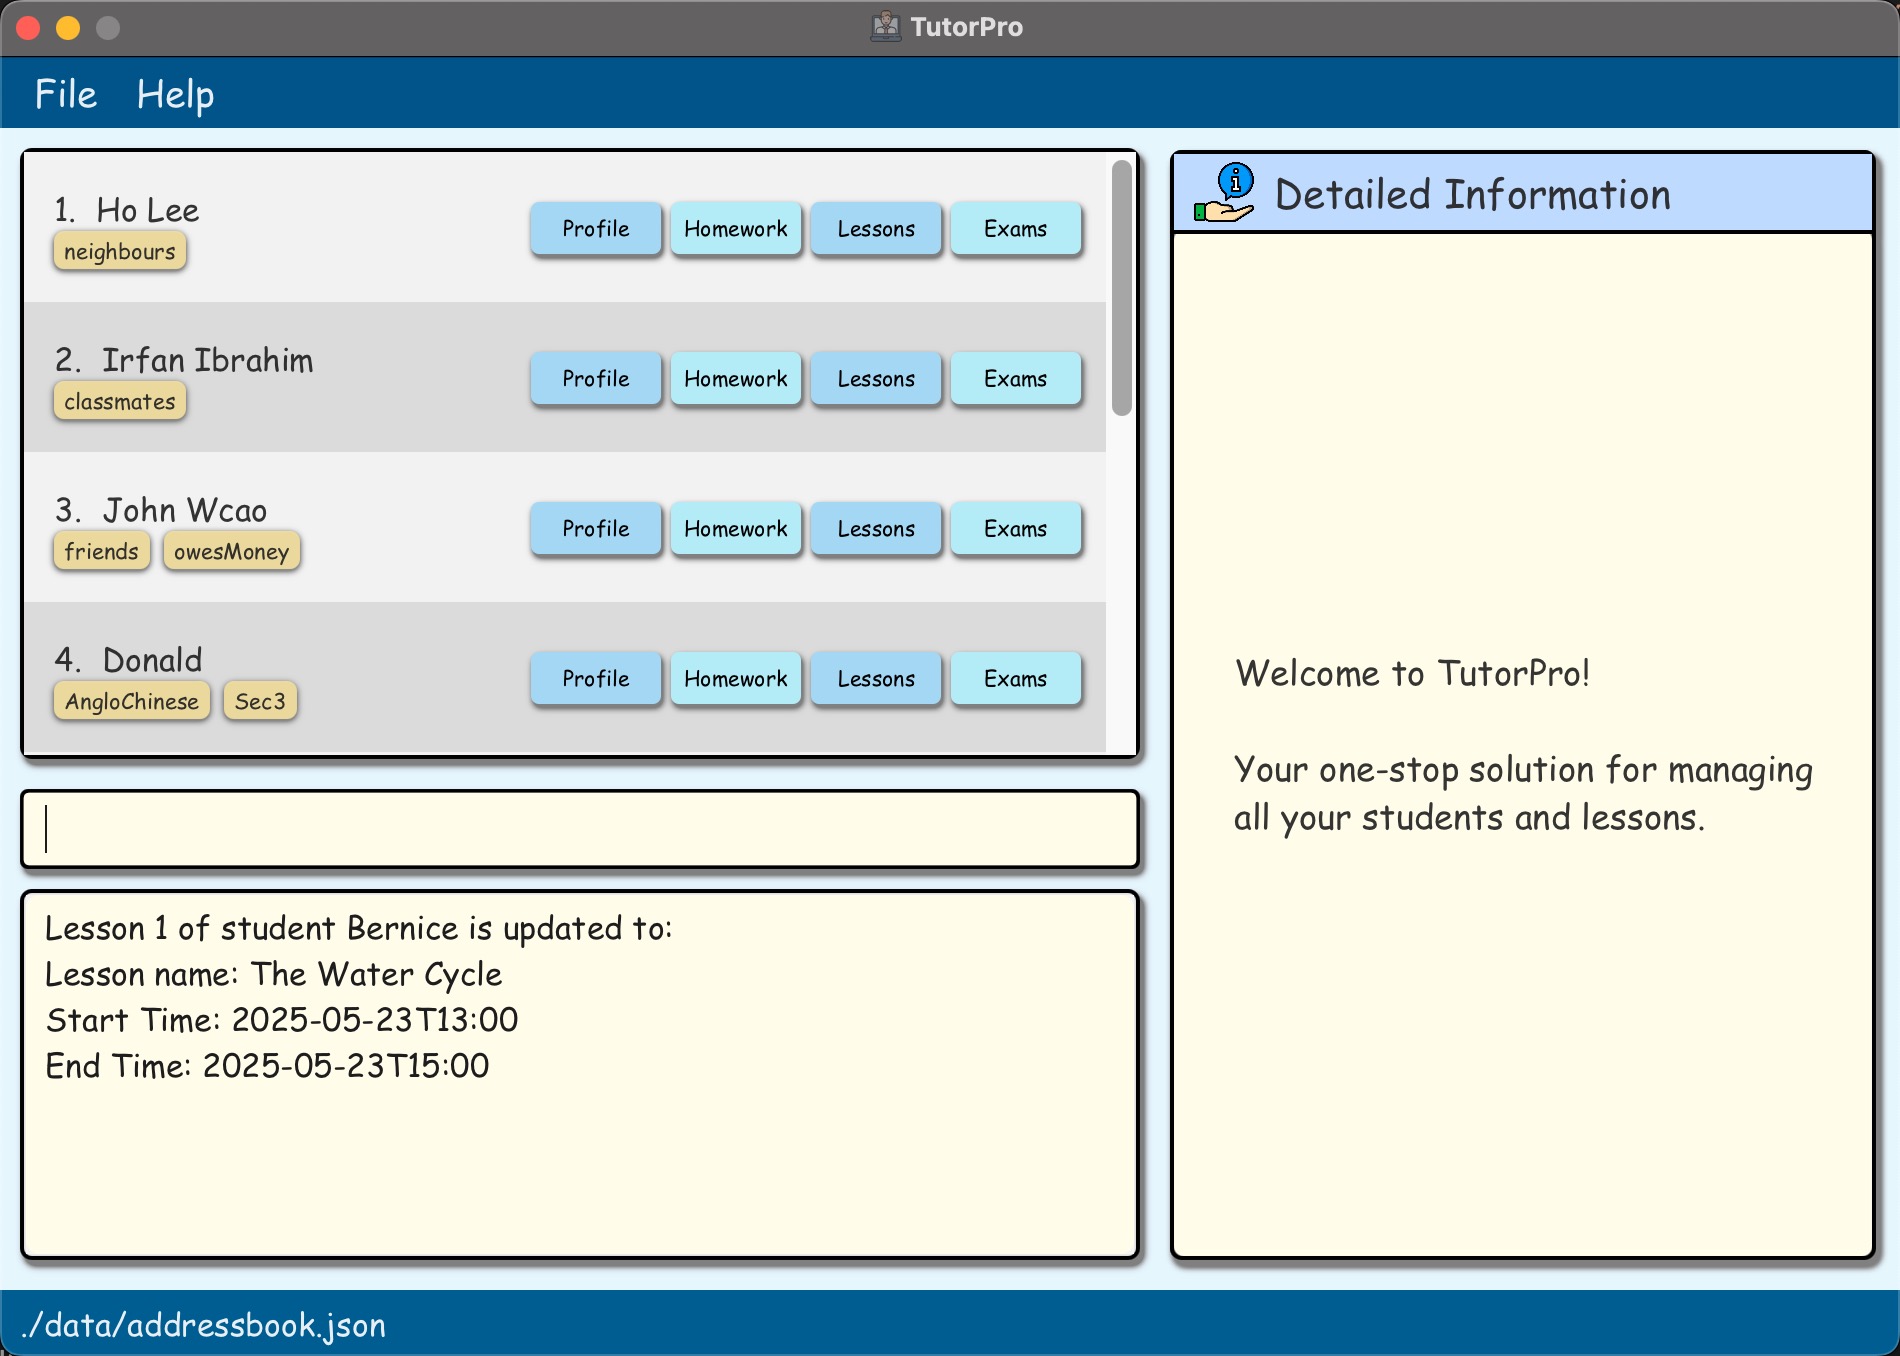 TutorPro
File Help
1. Ho Lee
neighbours
Profile Homework Lessons Exams
2. Irfan Ibrahim
classmates
Profile Homework Lessons Exams
3. John Wcao
friends owesMoney
Profile Homework Lessons Exams
4. Donald
AngloChinese Sec3
Profile Homework Lessons Exams
Lesson 1 of student Bernice is updated to:
Lesson name: The Water Cycle
Start Time: 2025-05-23T13:00
End Time: 2025-05-23T15:00
i Detailed Information
Welcome to TutorPro!
Your one-stop solution for managing
all your students and lessons.
./data/addressbook.json